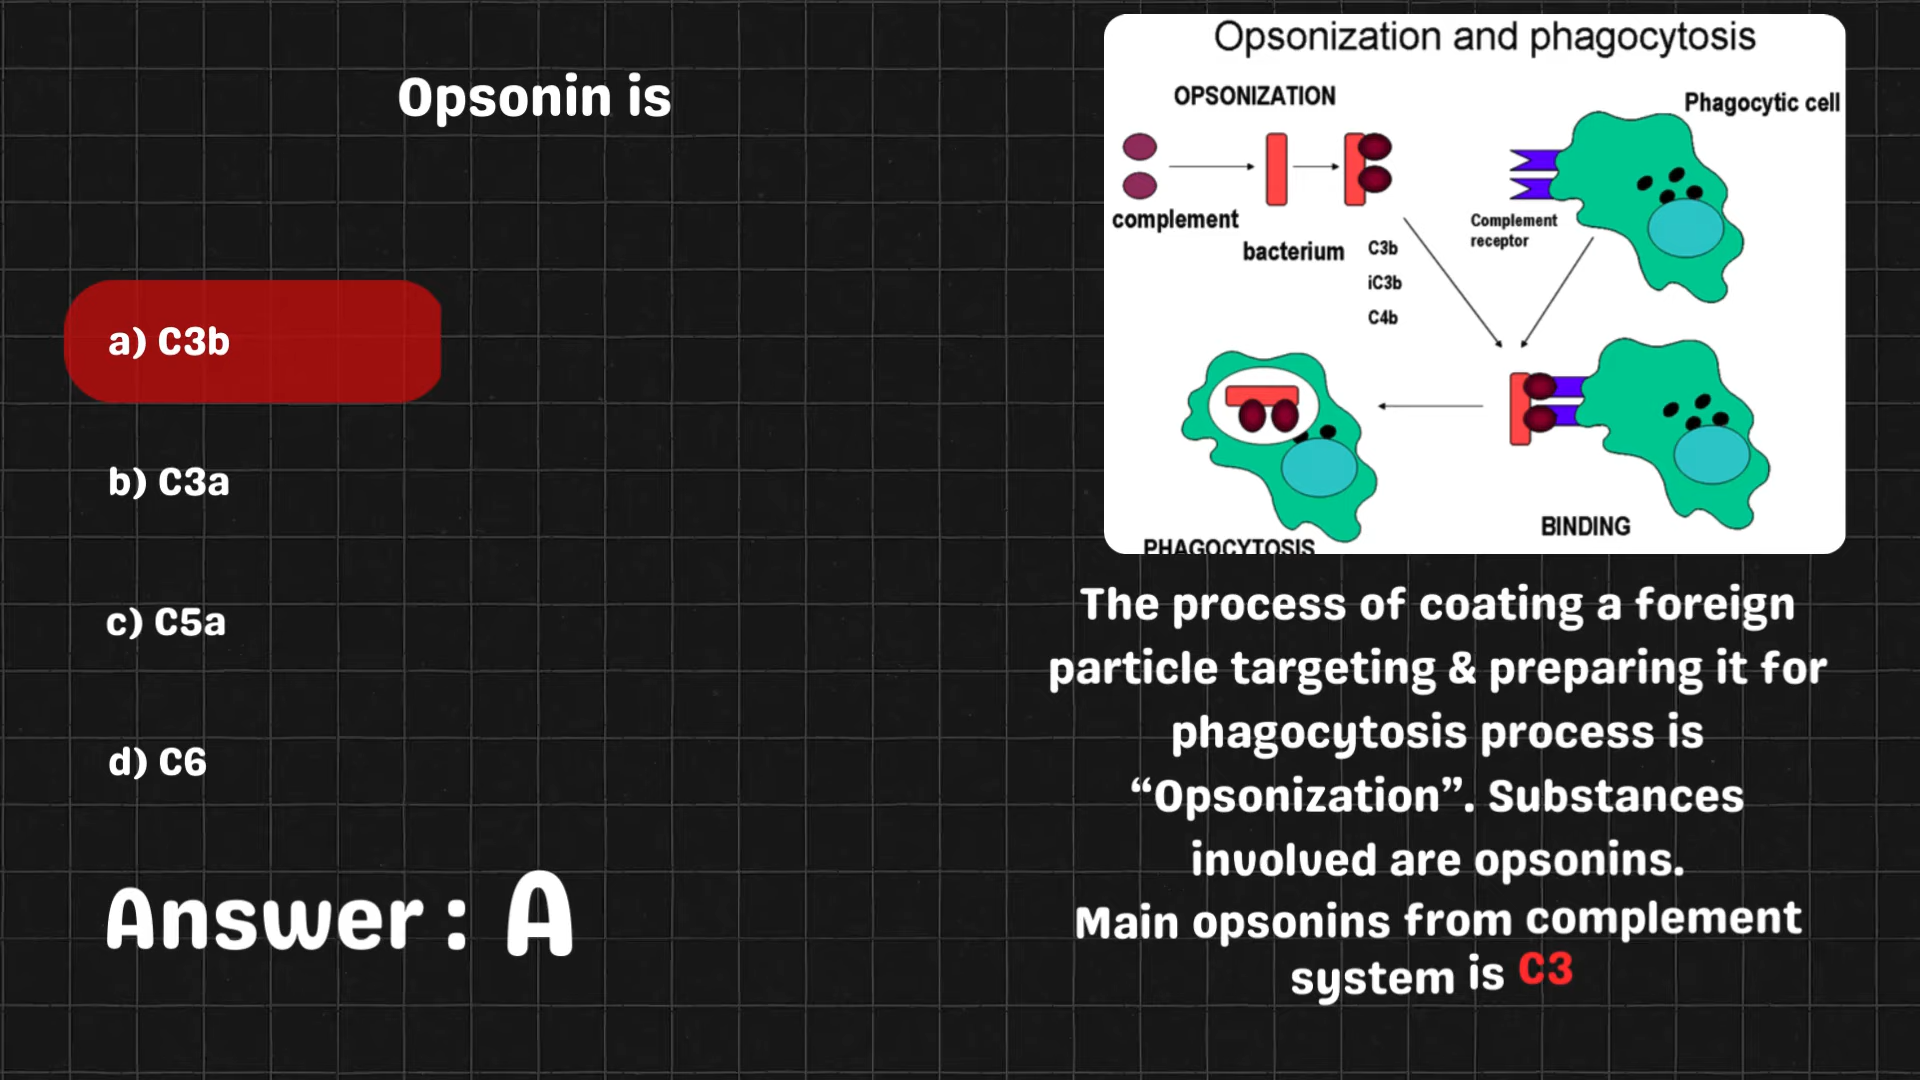 Opsonin is
a) C3b
b) C3a
c) C5a
d) C6
Answer : A
Opsonization and phagocytosis
OPSONIZATION
Phagocytic cell
complement
bacterium
C3b
iC3b
C4b
Complement
receptor
BINDING
PHAGOCYTOSIS
The process of coating a foreign
particle targeting & preparing it for
phagocytosis process is
“Opsonization”. Substances
involved are opsonins.
Main opsonins from complement
system is C3